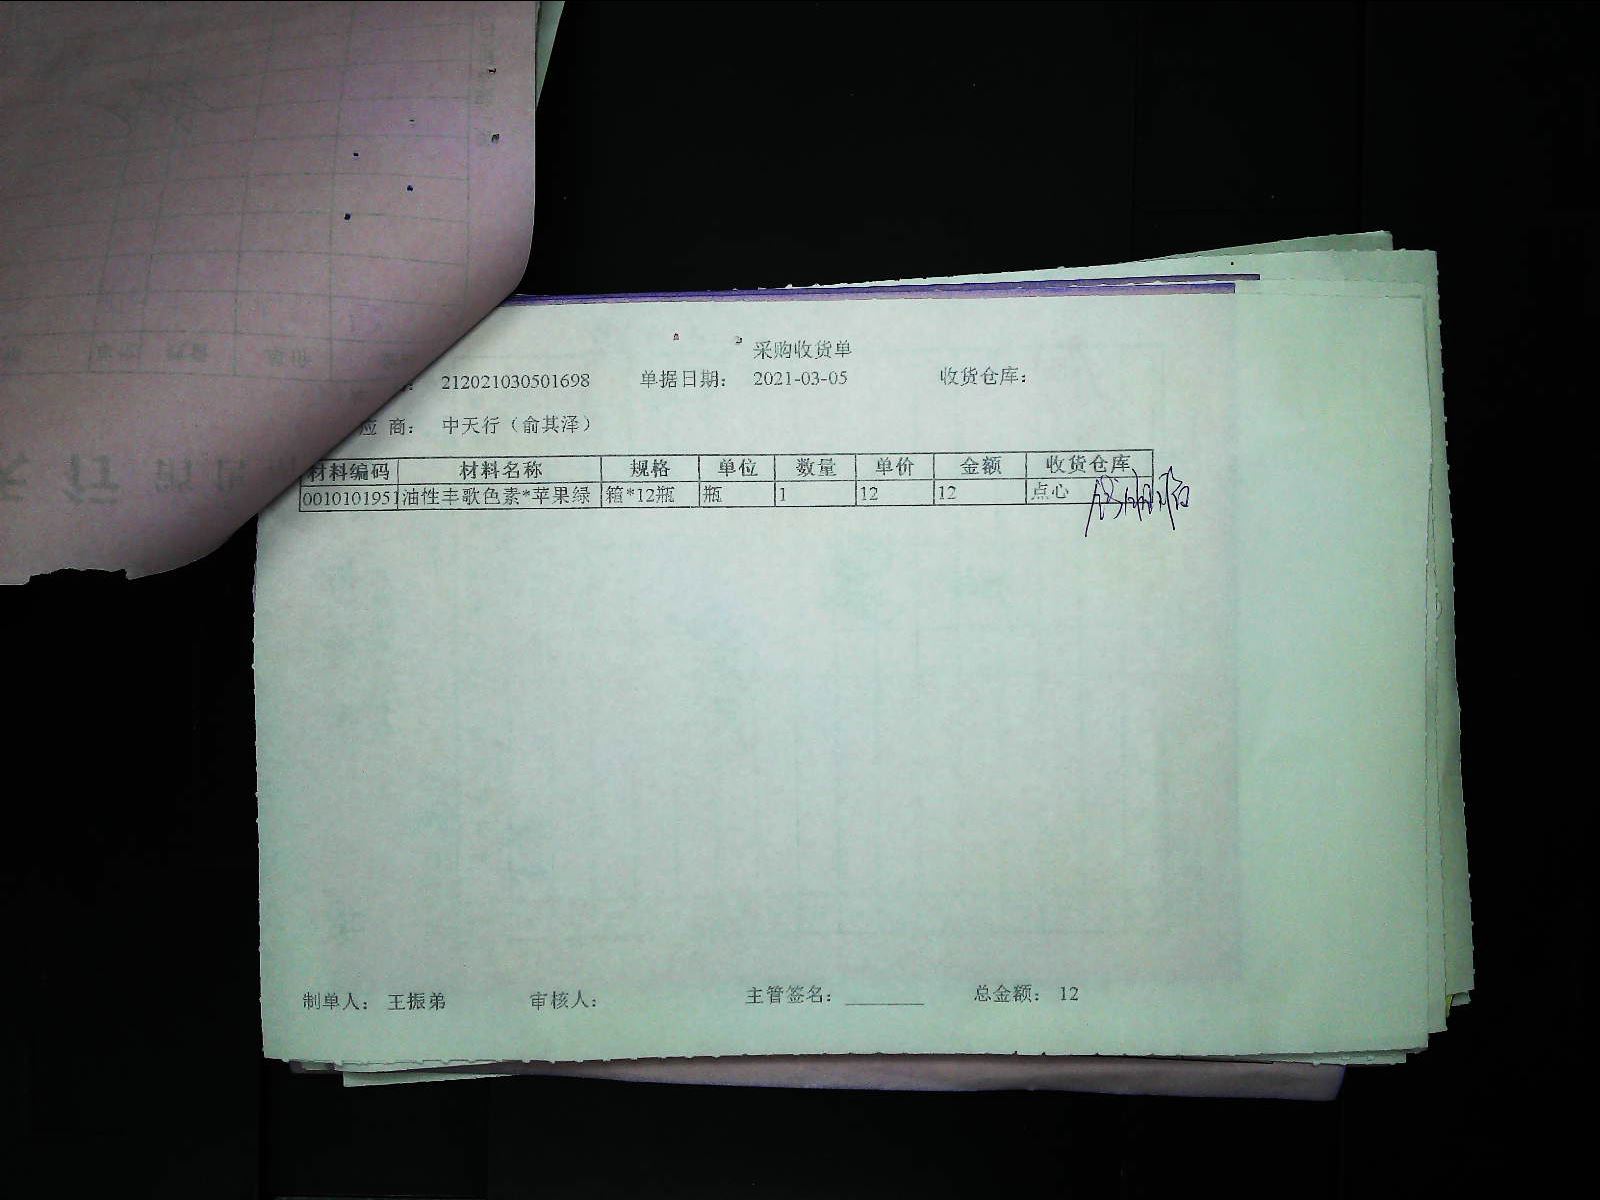 采购收货单
212021030501698 单据日期： 2021-03-05 收货仓库：
应 商： 中天行（俞其泽）
材料编码 材料名称 规格 单位 数量 单价 金额 收货仓库
0010101951 油性丰歌色素*苹果绿 箱*12瓶 瓶 1 12 12 点心
制单人： 王振弟 审核人： 主管签名： ________ 总金额： 12